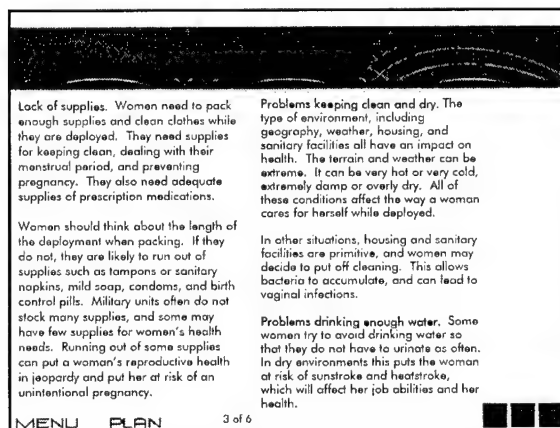 Lack of supplies. Women need to pack
enough supplies and clean clothes while
they are deployed. They need supplies
for keeping clean, dealing with their
menstrual period, and preventing
pregnancy. They also need adequate
supplies of prescription medications.
Women should think about the length of
the deployment when packing. If they
do not, they are likely to run out of
supplies such as tampons or sanitary
napkins, mild soap, condoms, and birth
control pills. Military units often do not
stock many supplies, and some may
have few supplies for women's health
needs. Running out of some supplies
can put a woman's reproductive health
in jeopardy and put her at risk of an
unintentional pregnancy.
Problems keeping clean and dry. The
type of environment, including
geography, weather, housing, and
sanitary facilities all have an impact on
health. The terrain and weather can be
extreme. It can be very hot or very cold,
extremely damp or overly dry. All of
these conditions affect the way a woman
cares for herself while deployed.
In other situations, housing and sanitary
facilities are primitive, and women may
decide to put off cleaning. This allows
bacteria to accumulate, and can lead to
vaginal infections.
Problems drinking enough water. Some
women try to avoid drinking water so
that they do not have to urinate as often.
In dry environments this puts the woman
at risk of sunstroke and heatstroke,
which will affect her job abilities and her
health.
MENU PLAN 3 of 6